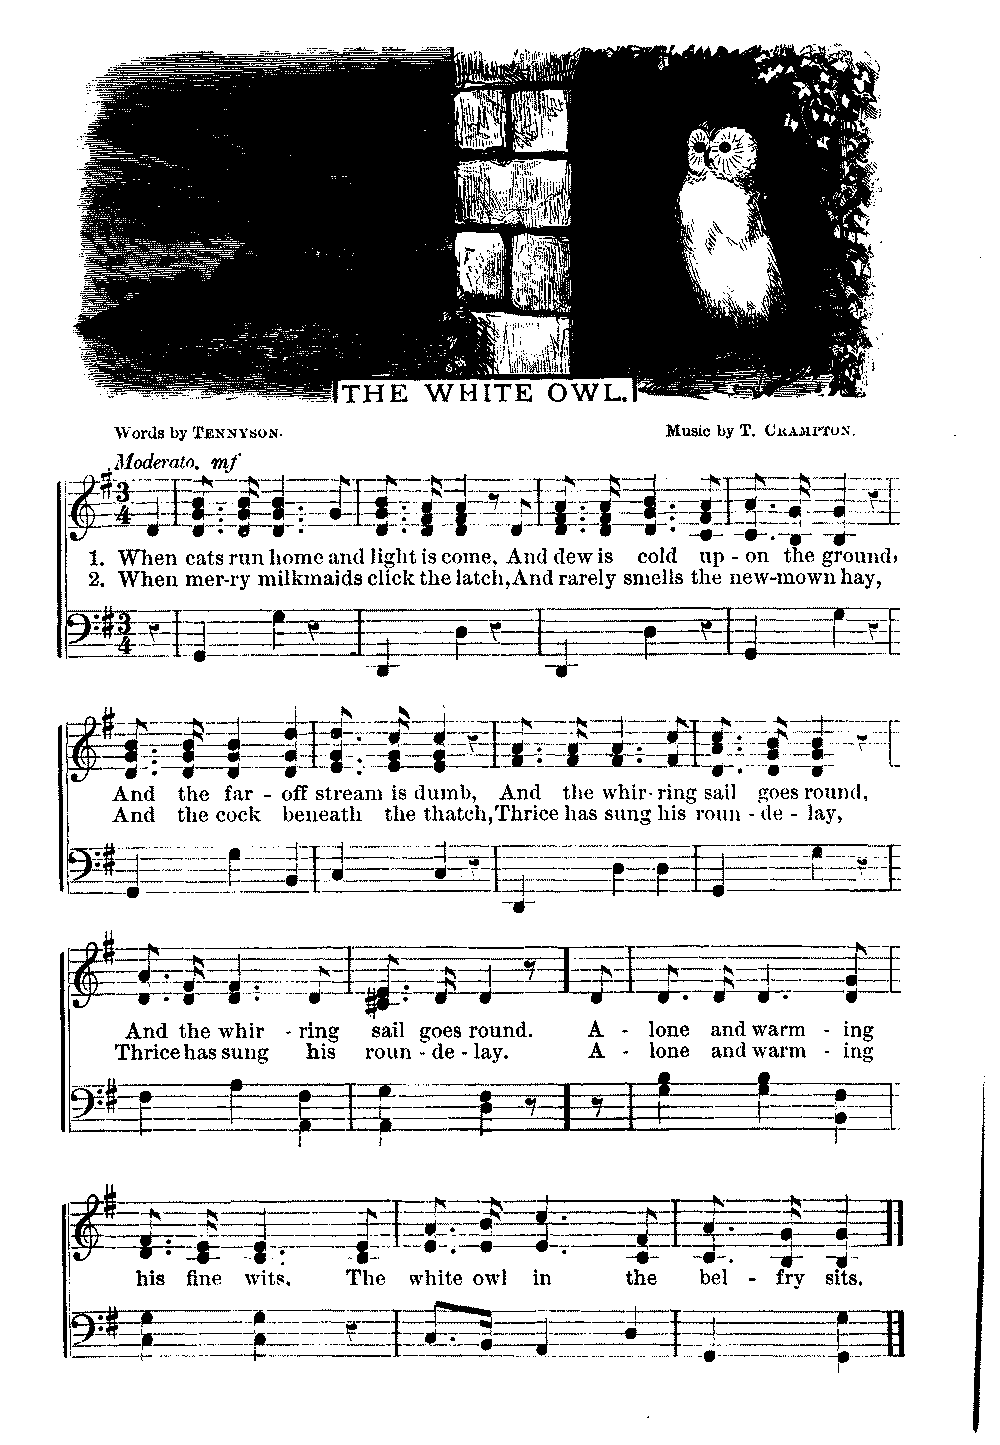 THE WHITE OWL.
Words by TENNYSON. Music by T. CRAMPTON.
Moderato. mf
1. When cats run home and light is come, And dew is cold up - on the ground,
2. When mer-ry milkmaids click the latch, And rarely smells the new-mown hay,
And the far - off stream is dumb, And the whir - ring sail goes round,
And the cock beneath the thatch, Thrice has sung his roun - de - lay,
And the whir - ring sail goes round. A - lone and warm - ing
Thrice has sung his roun - de - lay. A - lone and warm - ing
his fine wits, The white owl in the bel - fry sits.